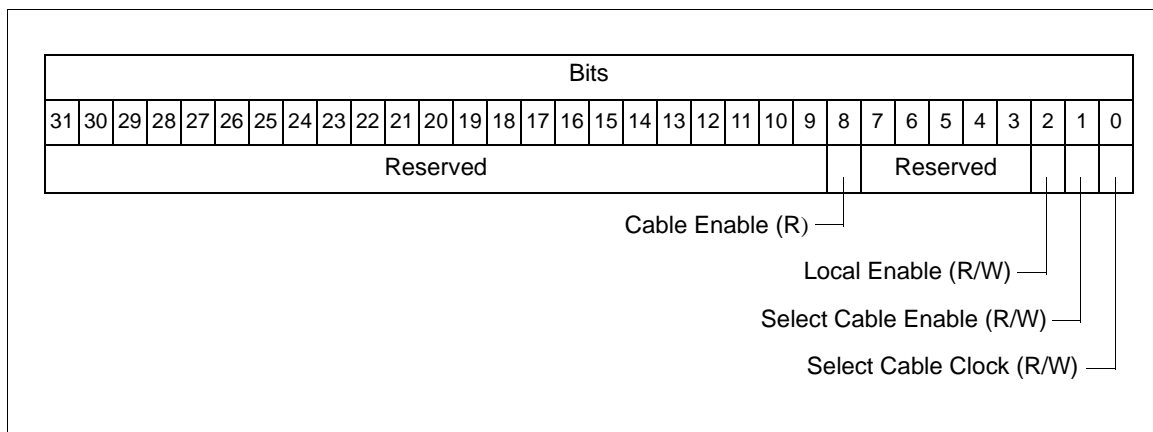 Bits
31 30 29 28 27 26 25 24 23 22 21 20 19 18 17 16 15 14 13 12 11 10 9 8 7 6 5 4 3 2 1 0
Reserved Reserved
Cable Enable (R)
Local Enable (R/W)
Select Cable Enable (R/W)
Select Cable Clock (R/W)